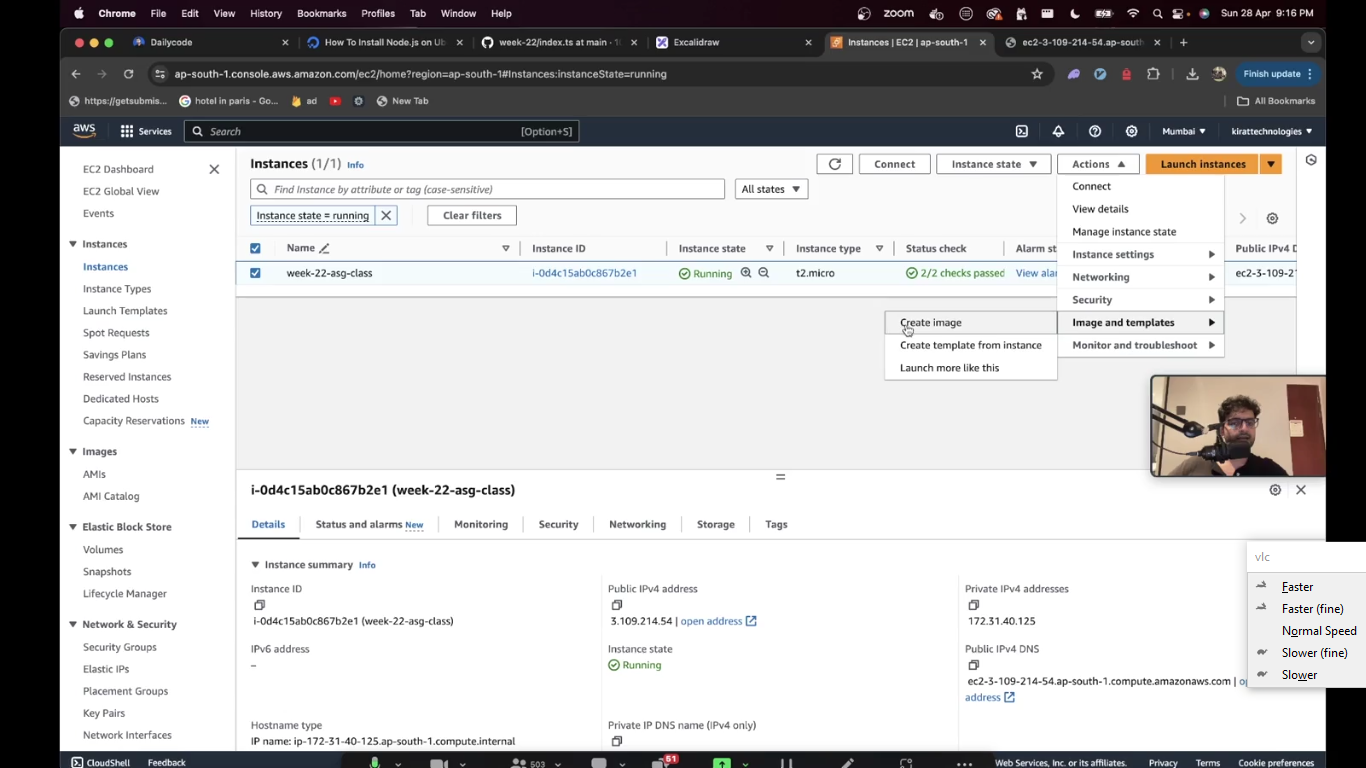 Chrome File Edit View History Bookmarks Profiles Tab Window Help zoom Sun 28 Apr 9:16 PM
Dailycode How To Install Node.js on Ub week-22/index.ts at main · 10 Excalidraw Instances | EC2 | ap-south-1 ec2-3-109-214-54.ap-south
ap-south-1.console.aws.amazon.com/ec2/home?region=ap-south-1#Instances:instanceState=running Finish update
https://getsubmis... hotel in paris - Go... ad New Tab All Bookmarks
aws Services Search [Option+S] Mumbai kirattechnologies
EC2 Dashboard
EC2 Global View
Events
Instances
Instances
Instance Types
Launch Templates
Spot Requests
Savings Plans
Reserved Instances
Dedicated Hosts
Capacity Reservations New
Images
AMIs
AMI Catalog
Elastic Block Store
Volumes
Snapshots
Lifecycle Manager
Network & Security
Security Groups
Elastic IPs
Placement Groups
Key Pairs
Network Interfaces
Instances (1/1) Info Connect Instance state Actions Launch instances
Find Instance by attribute or tag (case-sensitive) All states
Instance state = running Clear filters
Name Instance ID Instance state Instance type Status check Alarm st Public IPv4 D
week-22-asg-class i-0d4c15ab0c867b2e1 Running t2.micro 2/2 checks passed View alar ec2-3-109-21
Connect
View details
Manage instance state
Instance settings
Networking
Security
Image and templates
Monitor and troubleshoot
Create image
Create template from instance
Launch more like this
i-0d4c15ab0c867b2e1 (week-22-asg-class)
Details Status and alarms New Monitoring Security Networking Storage Tags
Instance summary Info
Instance ID
i-0d4c15ab0c867b2e1 (week-22-asg-class)
IPv6 address
–
Hostname type
IP name: ip-172-31-40-125.ap-south-1.compute.internal
Public IPv4 address
3.109.214.54 | open address
Instance state
Running
Private IP DNS name (IPv4 only)
Private IPv4 addresses
172.31.40.125
Public IPv4 DNS
ec2-3-109-214-54.ap-south-1.compute.amazonaws.com | op
address
vlc
Faster
Faster (fine)
Normal Speed
Slower (fine)
Slower
CloudShell Feedback 503 61 Web Services, Inc. or its affiliates. Privacy Terms Cookie preferences